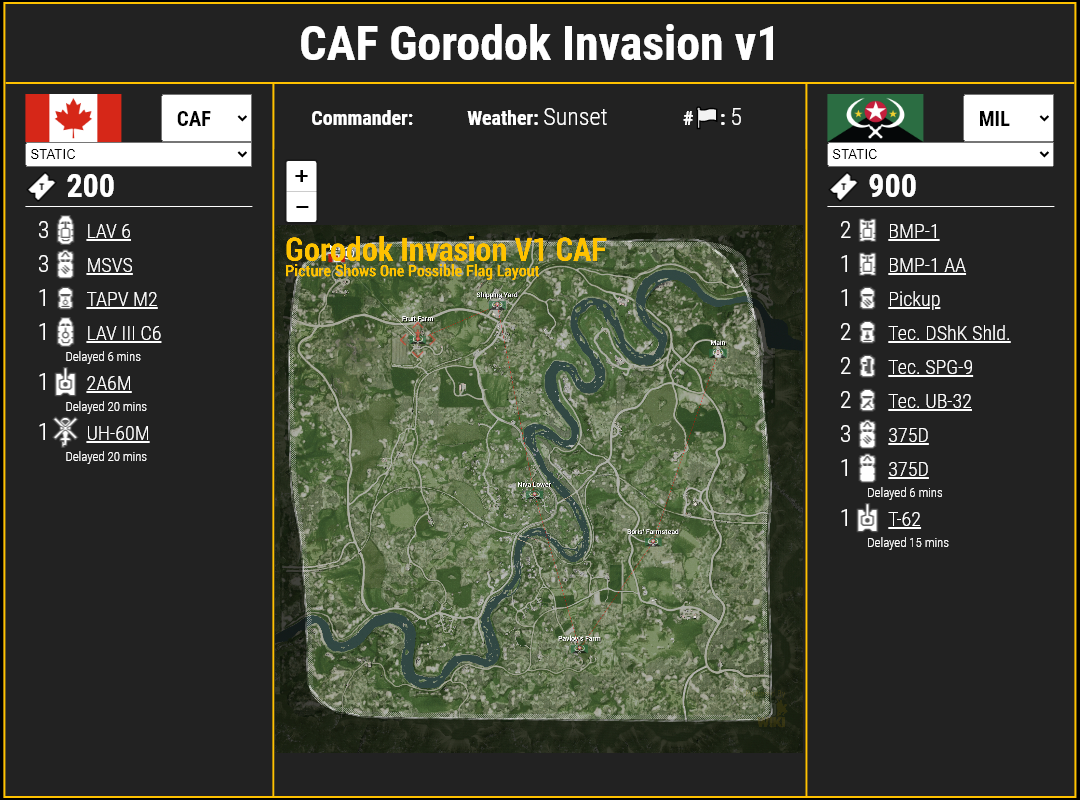 CAF Gorodok Invasion v1
CAF
STATIC
200
3 LAV 6
3 MSVS
1 TAPV M2
1 LAV III C6
Delayed 6 mins
1 2A6M
Delayed 20 mins
1 UH-60M
Delayed 20 mins
Commander:
Weather: Sunset
# : 5
+
−
Gorodok Invasion V1 CAF
Picture Shows One Possible Flag Layout
Shipping Yard
Fruit Farm
Main
Niva Lower
Boris' Farmstead
Pavlov's Farm
MIL
STATIC
900
2 BMP-1
1 BMP-1 AA
1 Pickup
2 Tec. DShK Shld.
2 Tec. SPG-9
2 Tec. UB-32
3 375D
1 375D
Delayed 6 mins
1 T-62
Delayed 15 mins